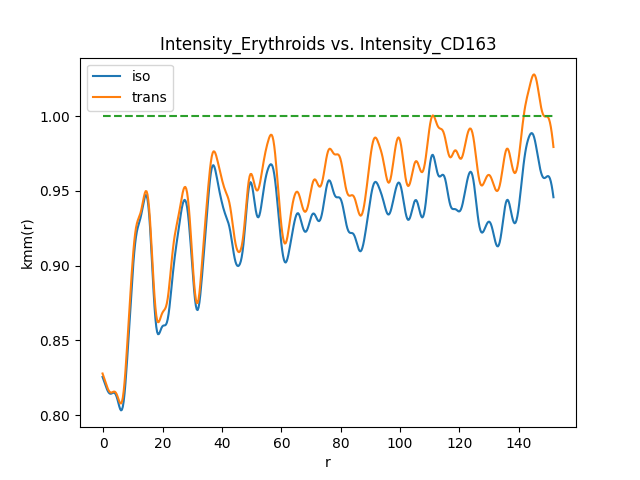 Intensity_Erythroids vs. Intensity_CD163
iso
trans
1.00
0.95
0.90
0.85
0.80
kmm(r)
0 20 40 60 80 100 120 140
r